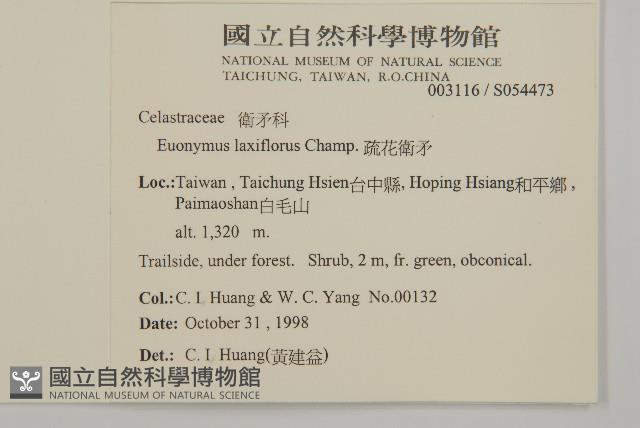 國立自然科學博物館
NATIONAL MUSEUM OF NATURAL SCIENCE
TAICHUNG, TAIWAN, R.O.CHINA
003116 / S054473
Celastraceae 衛矛科
Euonymus laxiflorus Champ. 疏花衛矛
Loc.:Taiwan , Taichung Hsien台中縣, Hoping Hsiang和平鄉 ,
Paimaoshan白毛山
alt. 1,320 m.
Trailside, under forest. Shrub, 2 m, fr. green, obconical.
Col.: C. I. Huang & W. C. Yang No.00132
Date: October 31 , 1998
Det.: C. I. Huang(黃建益)
國立自然科學博物館
NATIONAL MUSEUM OF NATURAL SCIENCE